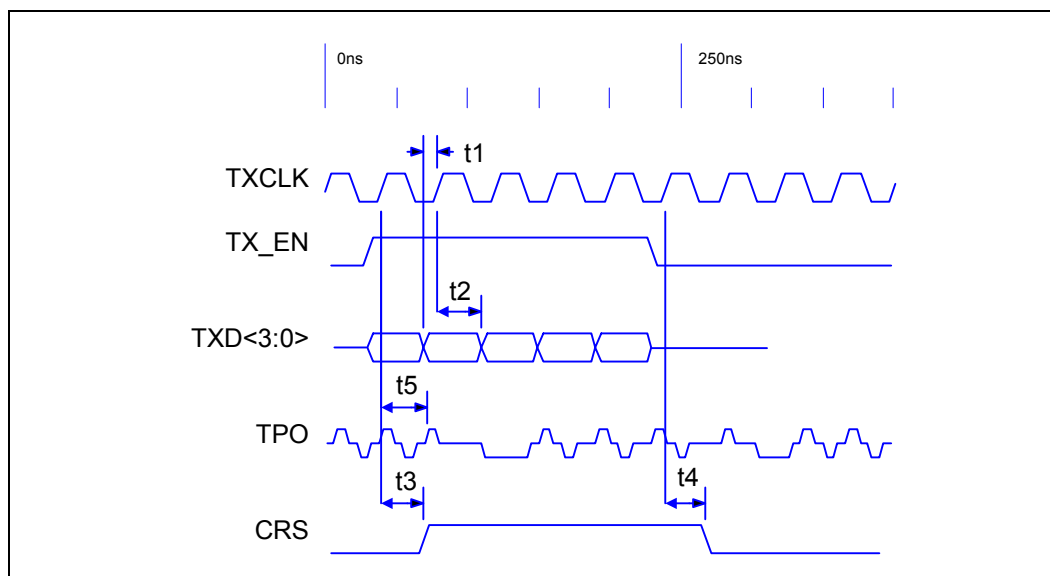 0ns
250ns
t1
TXCLK
TX_EN
t2
TXD<3:0>
t5
TPO
t3
t4
CRS